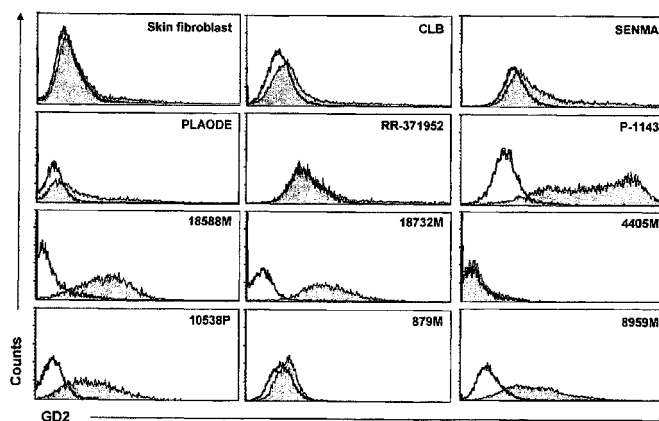 Skin fibroblast
CLB
SENMA
PLAODE
RR-371952
P-1143
18588M
18732M
4405M
10538P
879M
8959M
Counts
GD2